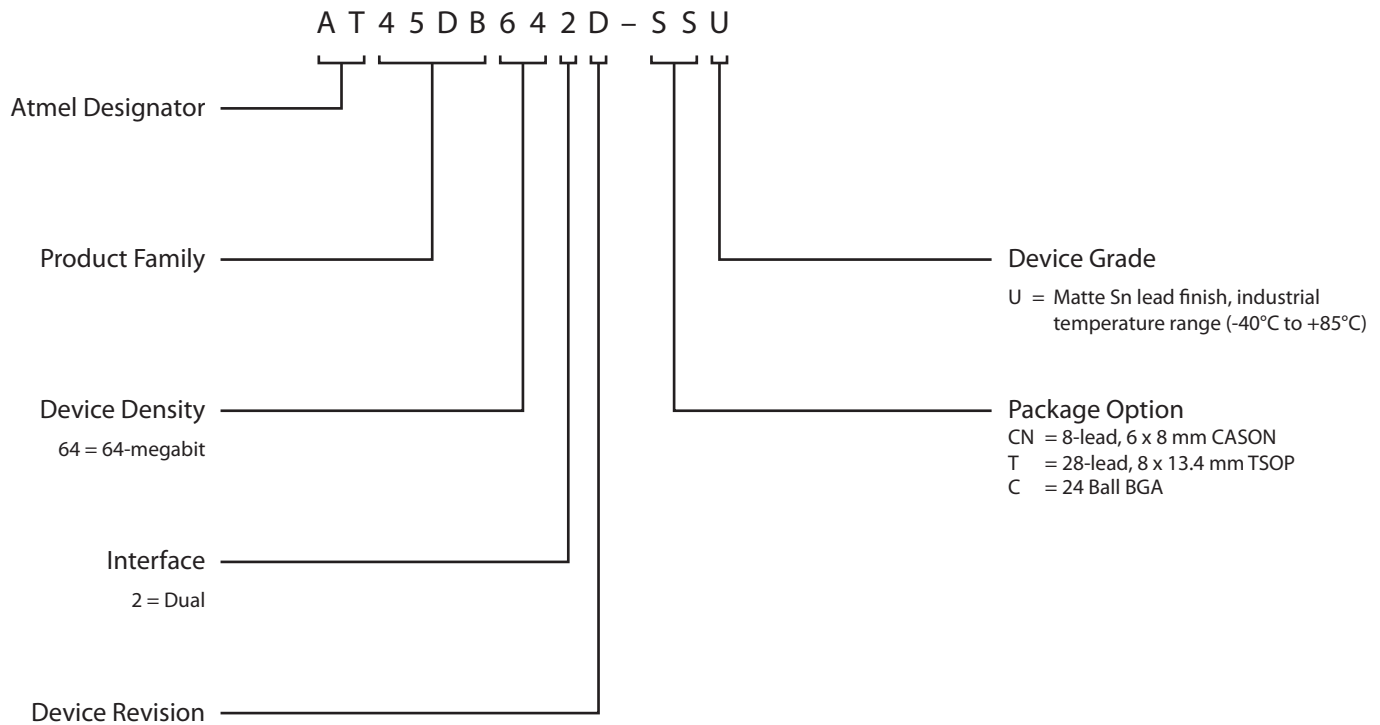 A T 4 5 D B 6 4 2 D – S S U
Atmel Designator
Product Family
Device Density
64 = 64-megabit
Interface
2 = Dual
Device Revision
Device Grade
U = Matte Sn lead finish, industrial
temperature range (-40°C to +85°C)
Package Option
CN = 8-lead, 6 x 8 mm CASON
T = 28-lead, 8 x 13.4 mm TSOP
C = 24 Ball BGA